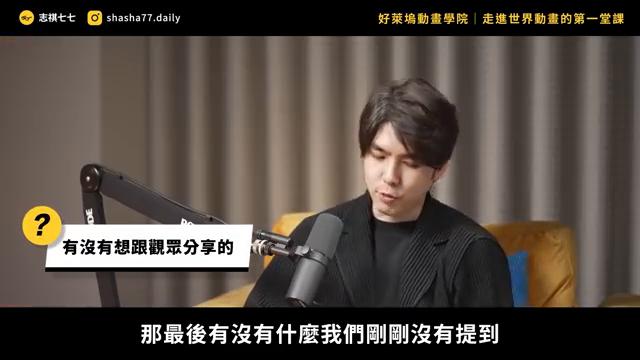 志祺七七
shasha77.daily
好萊塢動畫學院｜走進世界動畫的第一堂課
?
有沒有想跟觀眾分享的
那最後有沒有什麼我們剛剛沒有提到